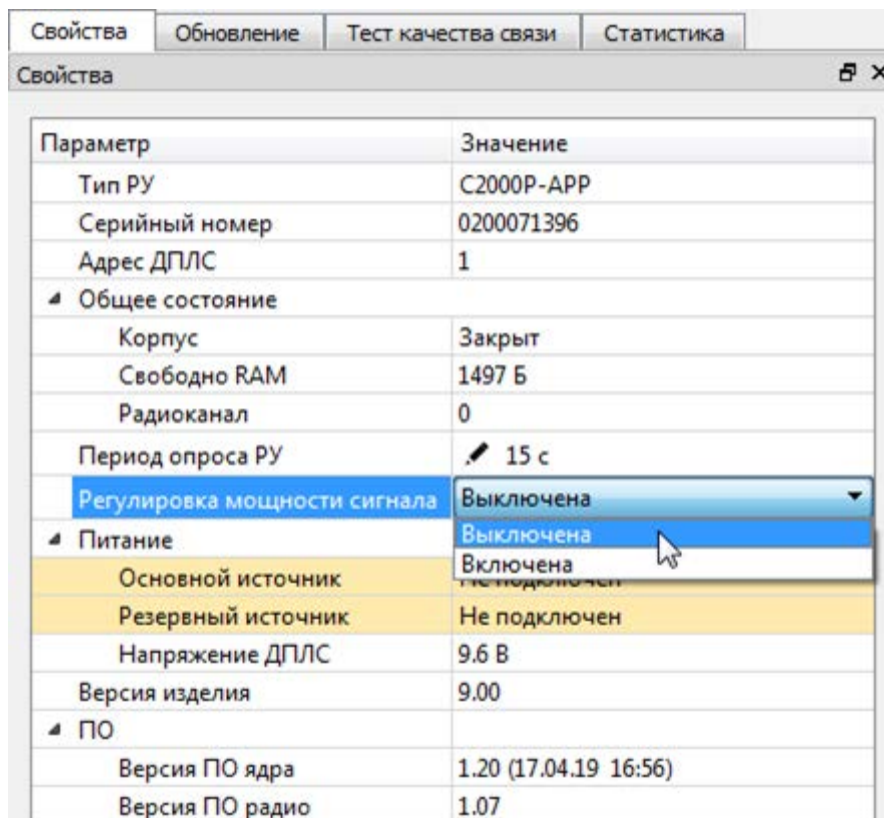 Свойства Обновление Тест качества связи Статистика
Свойства
Параметр Значение
Тип РУ С2000Р-АРР
Серийный номер 0200071396
Адрес ДПЛС 1
Общее состояние
Корпус Закрыт
Свободно RAM 1497 Б
Радиоканал 0
Период опроса РУ 15 с
Регулировка мощности сигнала Выключена
Выключена
Питание
Включена
Основной источник Не подключен
Резервный источник Не подключен
Напряжение ДПЛС 9.6 В
Версия изделия 9.00
ПО
Версия ПО ядра 1.20 (17.04.19 16:56)
Версия ПО радио 1.07